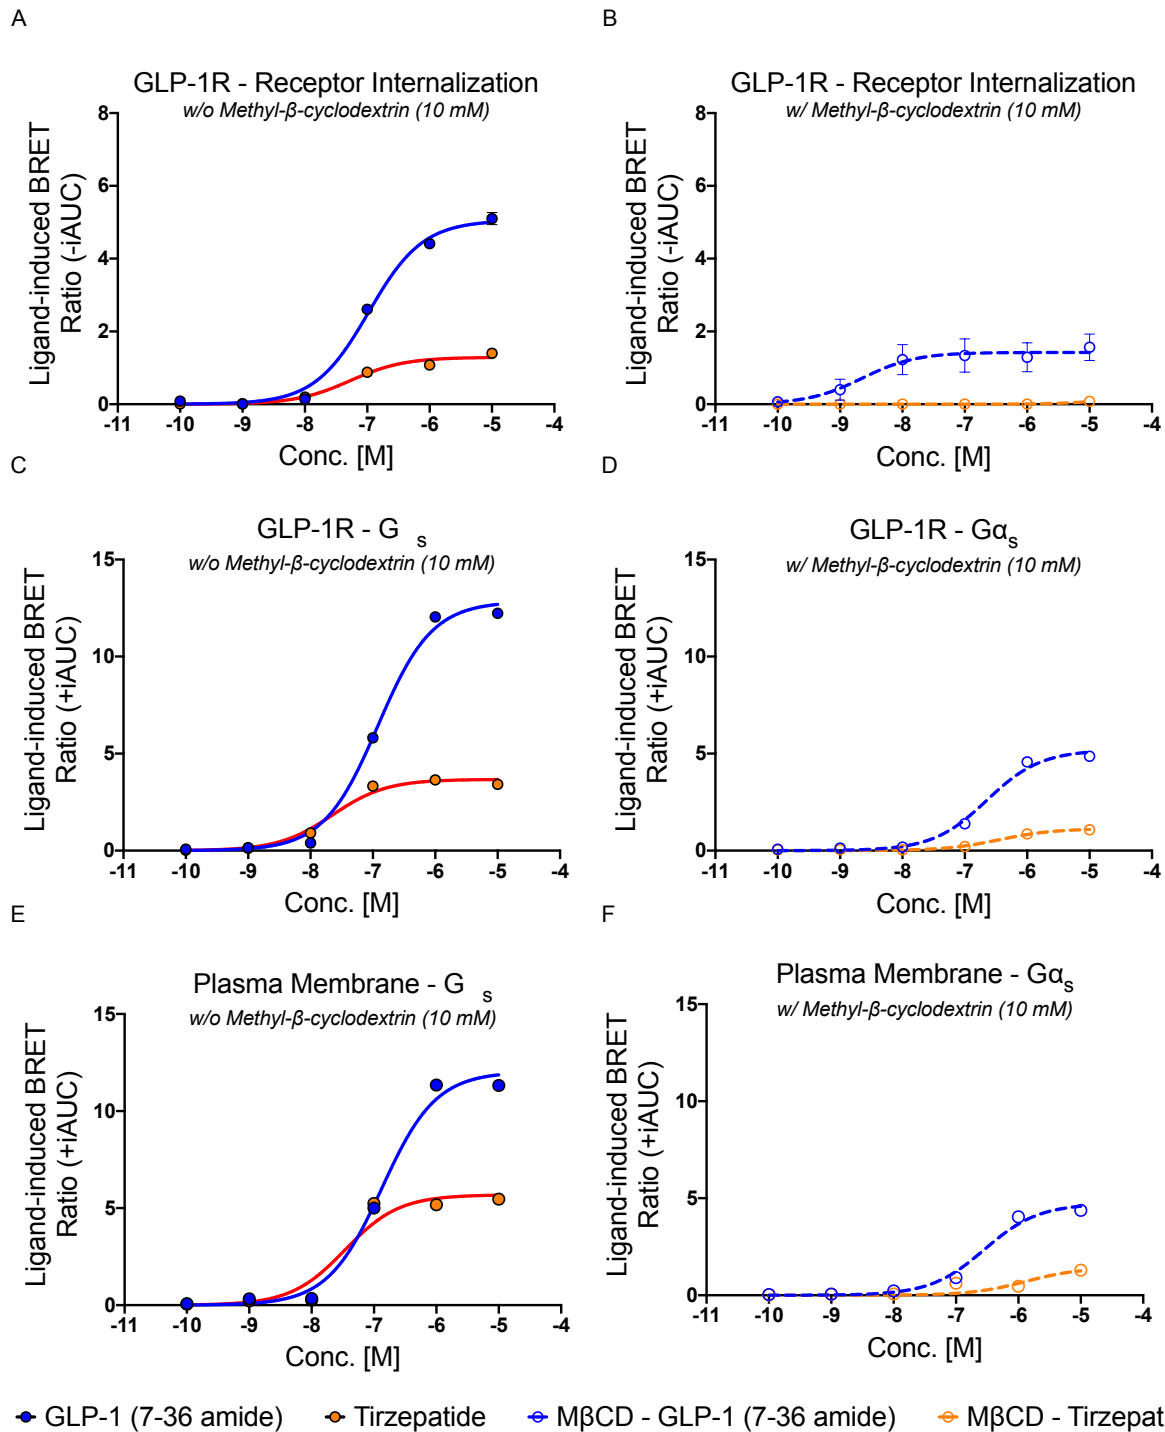 A
GLP-1R - Receptor Internalization
w/o Methyl-β-cyclodextrin (10 mM)
Ligand-induced BRET
Ratio (-iAUC)
8
6
4
2
0
-11 -10 -9 -8 -7 -6 -5 -4
Conc. [M]
B
GLP-1R - Receptor Internalization
w/ Methyl-β-cyclodextrin (10 mM)
Ligand-induced BRET
Ratio (-iAUC)
8
6
4
2
0
-11 -10 -9 -8 -7 -6 -5 -4
Conc. [M]
C
GLP-1R - G s
w/o Methyl-β-cyclodextrin (10 mM)
Ligand-induced BRET
Ratio (+iAUC)
15
10
5
0
-11 -10 -9 -8 -7 -6 -5 -4
Conc. [M]
D
GLP-1R - Gαs
w/ Methyl-β-cyclodextrin (10 mM)
Ligand-induced BRET
Ratio (+iAUC)
15
10
5
0
-11 -10 -9 -8 -7 -6 -5 -4
Conc. [M]
E
Plasma Membrane - G s
w/o Methyl-β-cyclodextrin (10 mM)
Ligand-induced BRET
Ratio (+iAUC)
15
10
5
0
-11 -10 -9 -8 -7 -6 -5 -4
Conc. [M]
F
Plasma Membrane - Gαs
w/ Methyl-β-cyclodextrin (10 mM)
Ligand-induced BRET
Ratio (+iAUC)
15
10
5
0
-11 -10 -9 -8 -7 -6 -5 -4
Conc. [M]
GLP-1 (7-36 amide) Tirzepatide MβCD - GLP-1 (7-36 amide) MβCD - Tirzepat